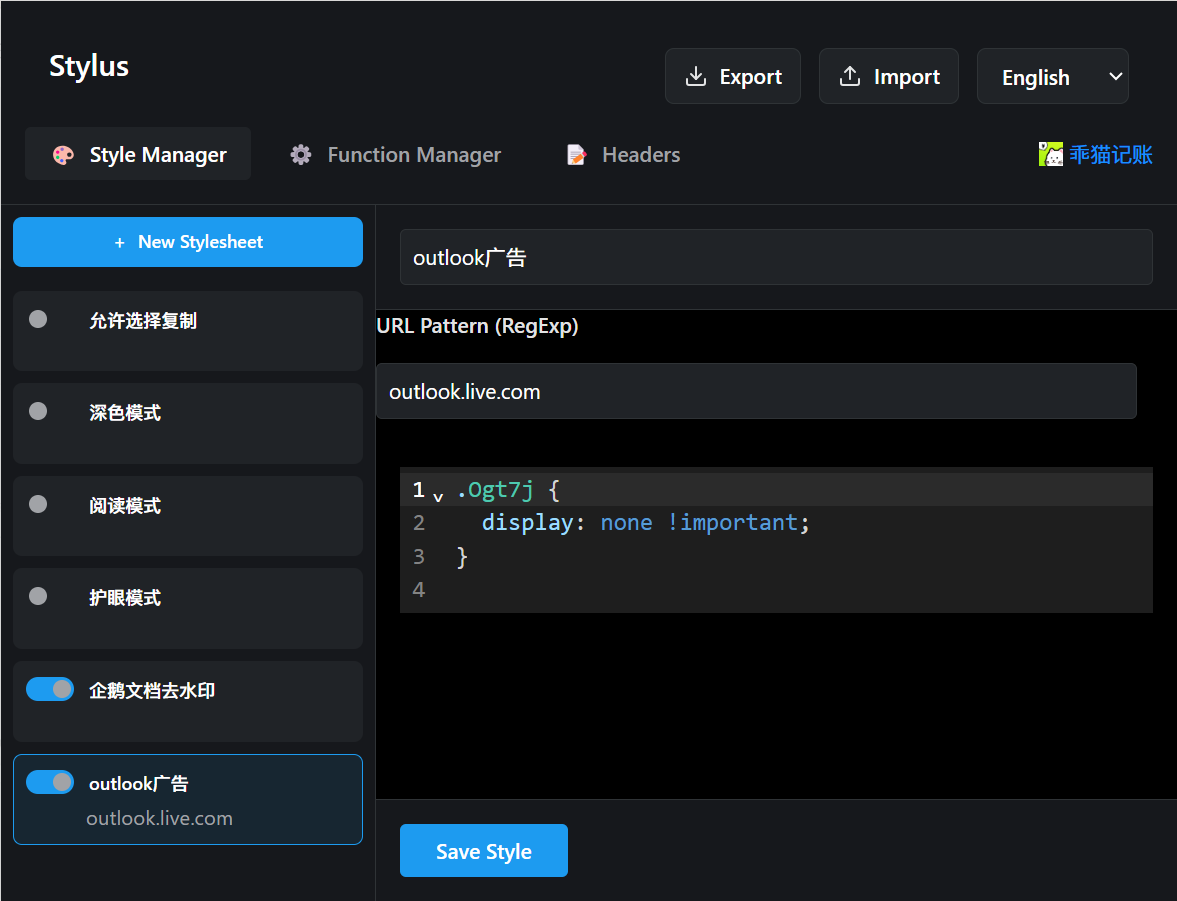 Stylus
Export
Import
English
Style Manager
Function Manager
Headers
乖猫记账
+ New Stylesheet
允许选择复制
深色模式
阅读模式
护眼模式
企鹅文档去水印
outlook广告
outlook.live.com
outlook广告
URL Pattern (RegExp)
outlook.live.com
1 .Ogt7j {
2 display: none !important;
3 }
4
Save Style